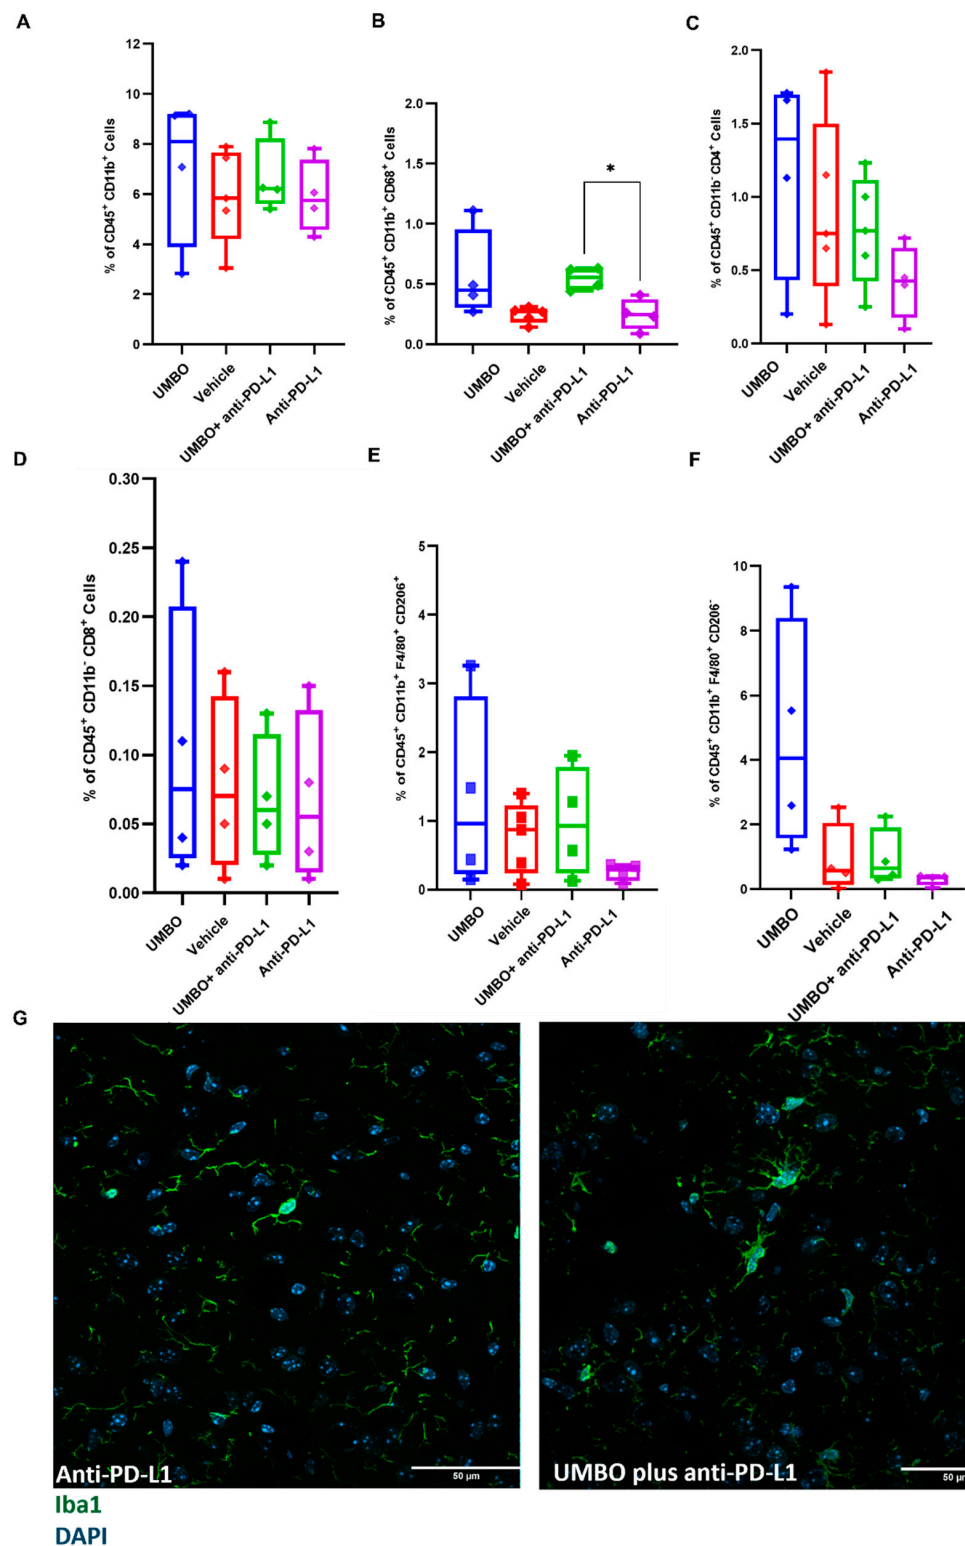 A
% of CD45⁺ CD11b⁺ Cells
12
10
8
6
4
2
0
UMBO
Vehicle
UMBO+ anti-PD-L1
Anti-PD-L1
B
% of CD45⁺ CD11b⁺ CD68⁺ Cells
2.0
1.5
1.0
0.5
0.0
*
UMBO
Vehicle
UMBO+ anti-PD-L1
Anti-PD-L1
C
% of CD45⁺ CD11b⁻ CD4⁺ Cells
2.0
1.5
1.0
0.5
0.0
UMBO
Vehicle
UMBO+ anti-PD-L1
Anti-PD-L1
D
% of CD45⁺ CD11b⁻ CD8⁺ Cells
0.30
0.25
0.20
0.15
0.10
0.05
0.00
UMBO
Vehicle
UMBO+ anti-PD-L1
Anti-PD-L1
E
% of CD45⁺ CD11b⁺ F4/80⁺ CD206⁺
5
4
3
2
1
0
UMBO
Vehicle
UMBO+ anti-PD-L1
Anti-PD-L1
F
% of CD45⁺ CD11b⁺ F4/80⁺ CD206⁻
10
8
6
4
2
0
UMBO
Vehicle
UMBO+ anti-PD-L1
Anti-PD-L1
G
Anti-PD-L1
50 µm
UMBO plus anti-PD-L1
50 µm
Iba1
DAPI